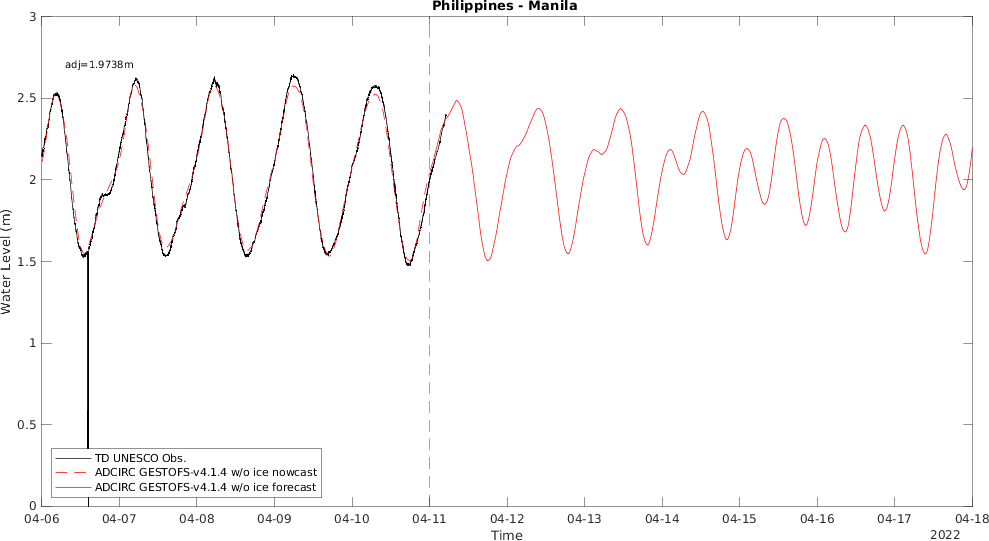 Philippines - Manila
3
adj=1.9738m
2.5
2
1.5
1
0.5
0
Water Level (m)
TD UNESCO Obs.
ADCIRC GESTOFS-v4.1.4 w/o ice nowcast
ADCIRC GESTOFS-v4.1.4 w/o ice forecast
04-06 04-07 04-08 04-09 04-10 04-11 04-12 04-13 04-14 04-15 04-16 04-17 04-18
Time
2022